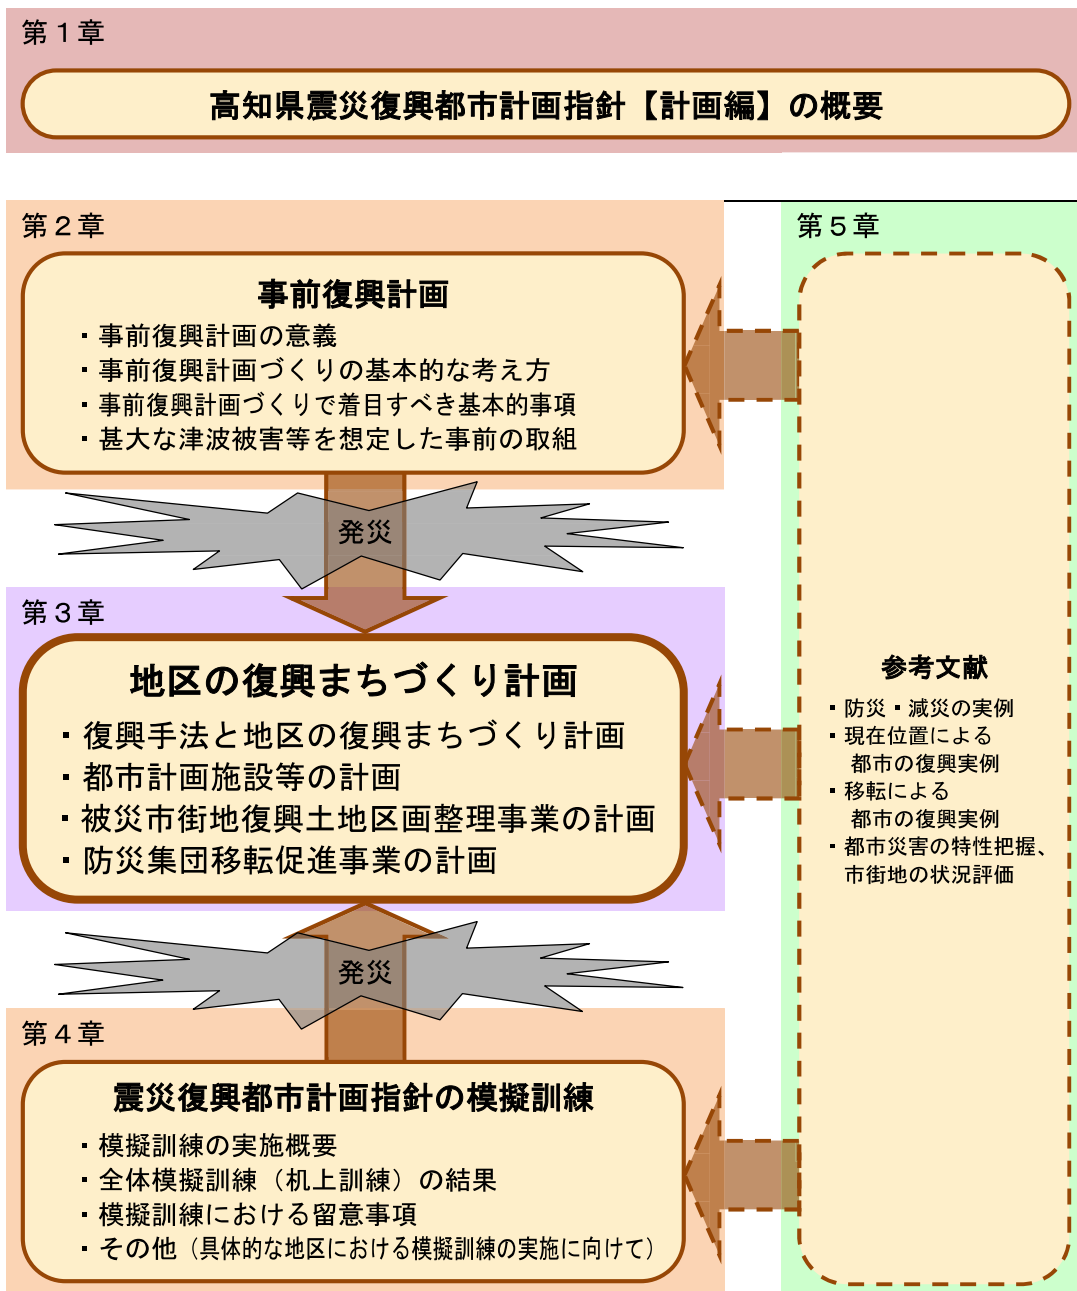 第１章
高知県震災復興都市計画指針【計画編】の概要
第２章
事前復興計画
・事前復興計画の意義
・事前復興計画づくりの基本的な考え方
・事前復興計画づくりで着目すべき基本的事項
・甚大な津波被害等を想定した事前の取組
発災
第３章
地区の復興まちづくり計画
・復興手法と地区の復興まちづくり計画
・都市計画施設等の計画
・被災市街地復興土地区画整理事業の計画
・防災集団移転促進事業の計画
発災
第４章
震災復興都市計画指針の模擬訓練
・模擬訓練の実施概要
・全体模擬訓練（机上訓練）の結果
・模擬訓練における留意事項
・その他（具体的な地区における模擬訓練の実施に向けて）
第５章
参考文献
・防災・減災の実例
・現在位置による
都市の復興実例
・移転による
都市の復興実例
・都市災害の特性把握、
市街地の状況評価